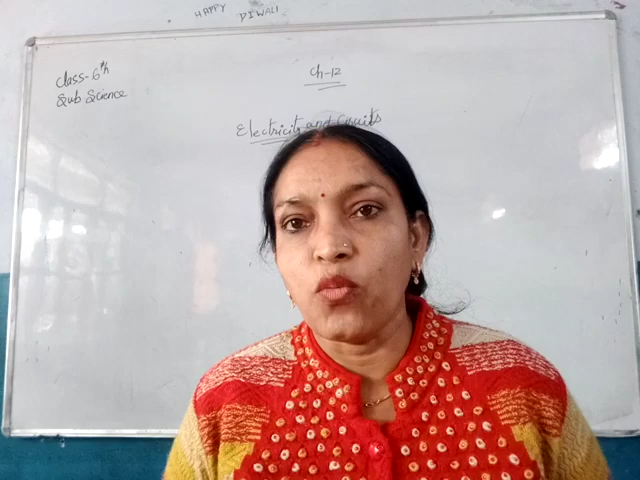 HAPPY DIWALI
Class-6th
Sub Science
Ch-12
Electricity and Circuits